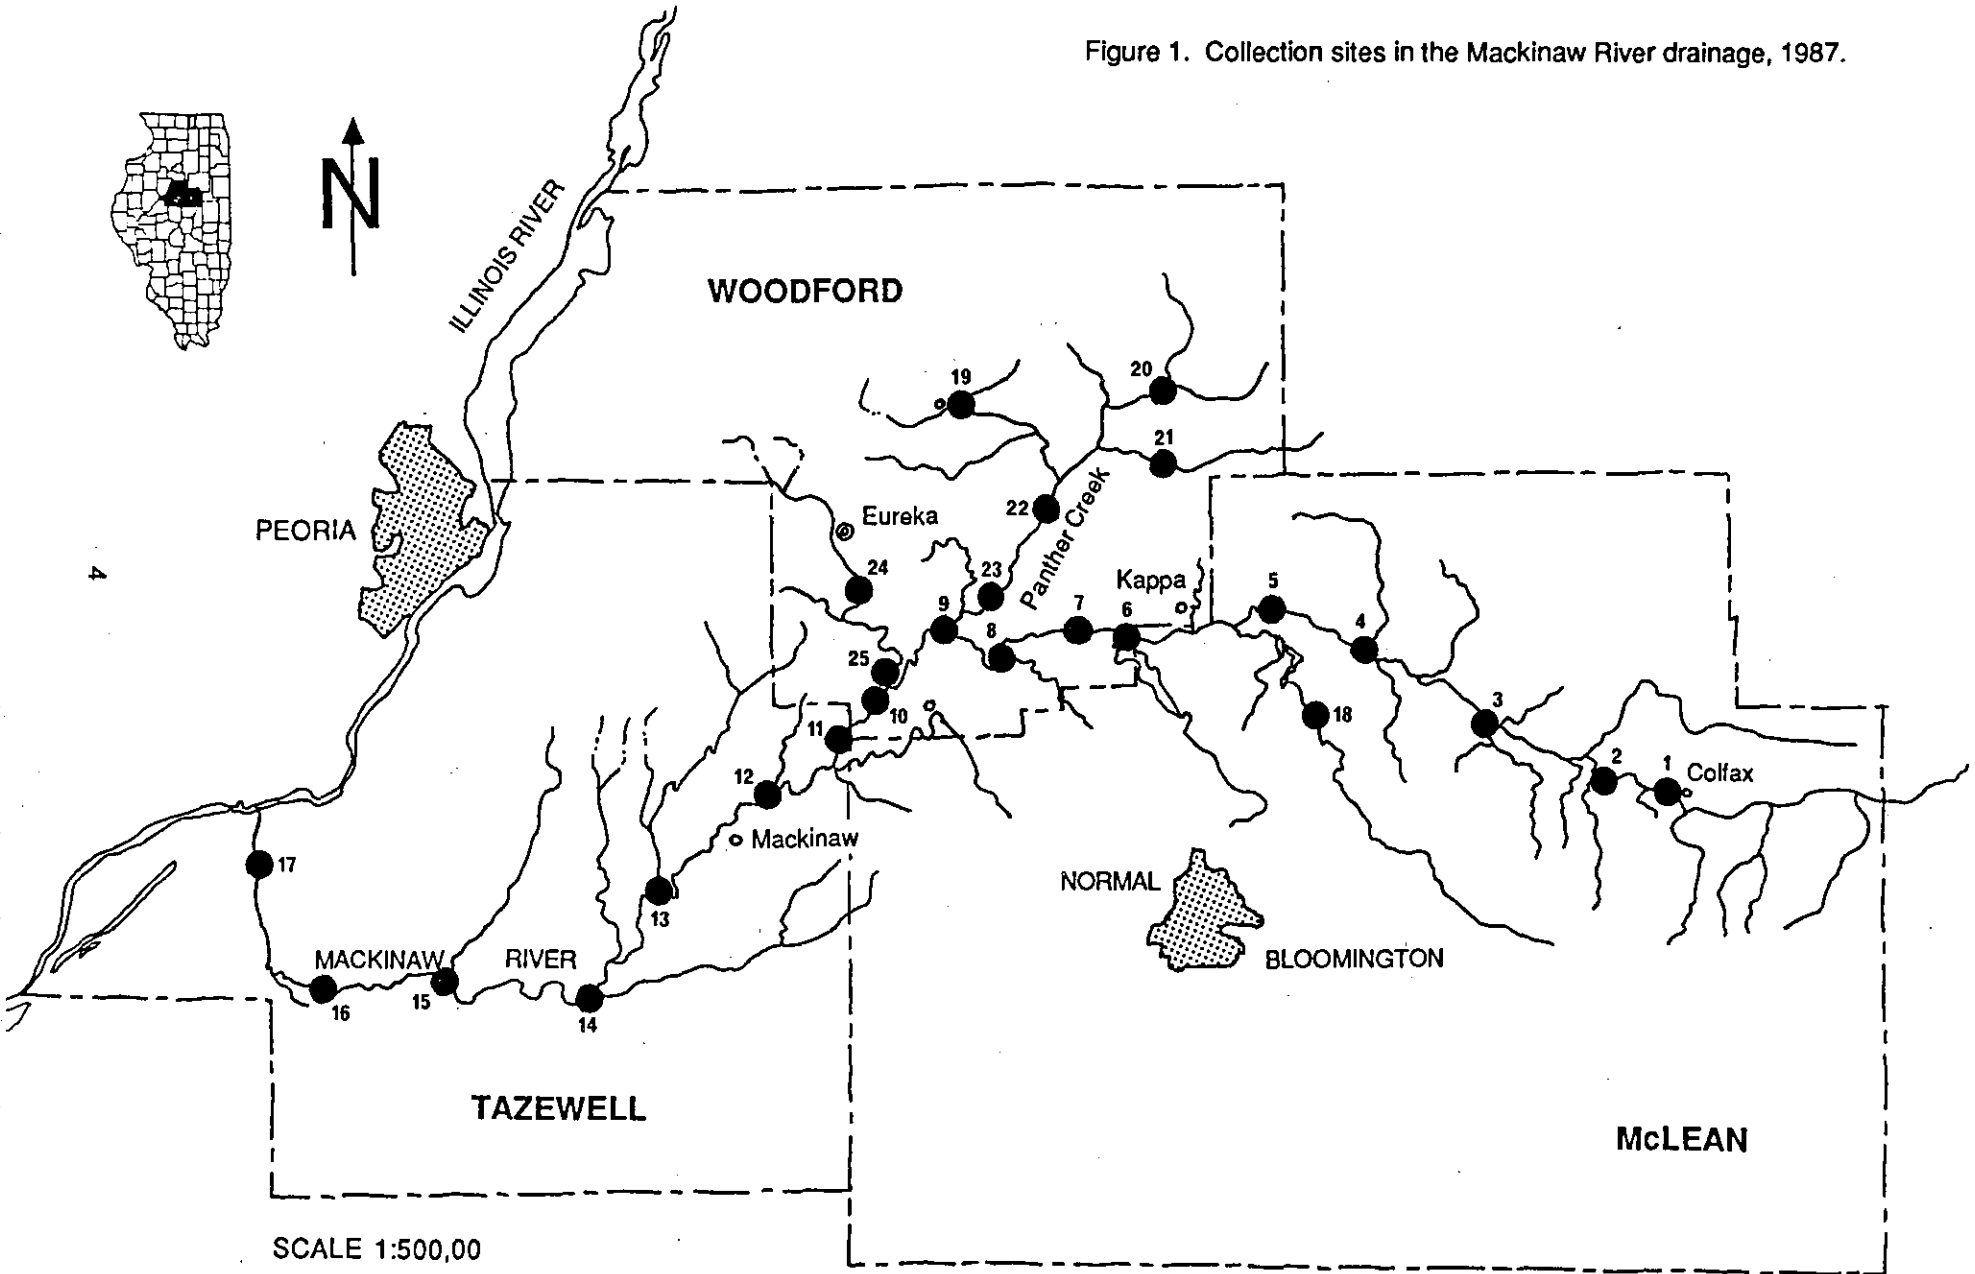 Figure 1. Collection sites in the Mackinaw River drainage, 1987.
N
ILLINOIS RIVER
WOODFORD
20
19
21
Panther Creek
22
PEORIA
Eureka
4
24
23
Kappa
5
9
7
6
8
4
25
10
3
18
11
12
2
1
Colfax
Mackinaw
17
NORMAL
13
MACKINAW
RIVER
BLOOMINGTON
15
16
14
TAZEWELL
McLEAN
SCALE 1:500,00